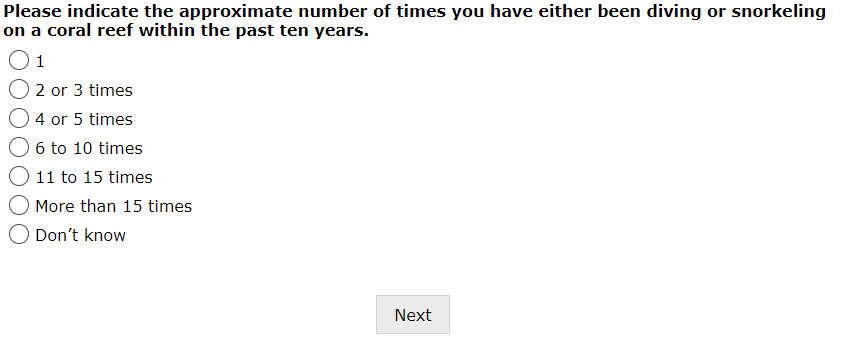 Please indicate the approximate number of times you have either been diving or snorkeling
on a coral reef within the past ten years.
1
2 or 3 times
4 or 5 times
6 to 10 times
11 to 15 times
More than 15 times
Don’t know
Next